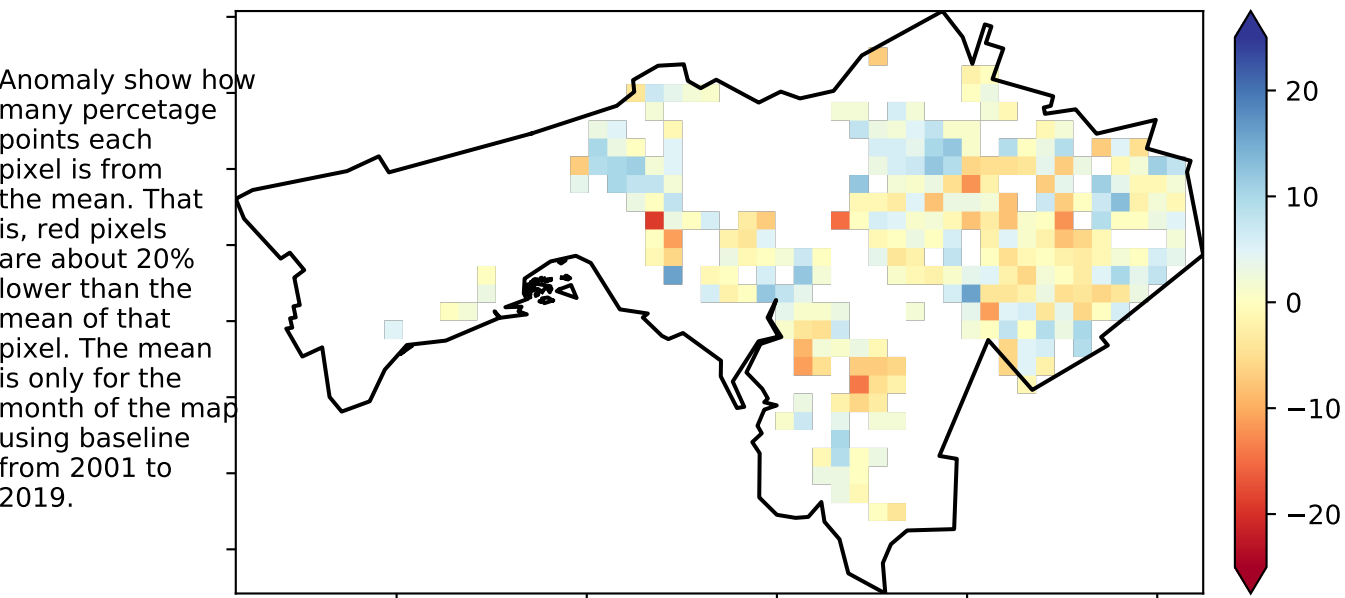 Anomaly show how
many percetage
points each
pixel is from
the mean. That
is, red pixels
are about 20%
lower than the
mean of that
pixel. The mean
is only for the
month of the map
using baseline
from 2001 to
2019.
20
10
0
−10
−20